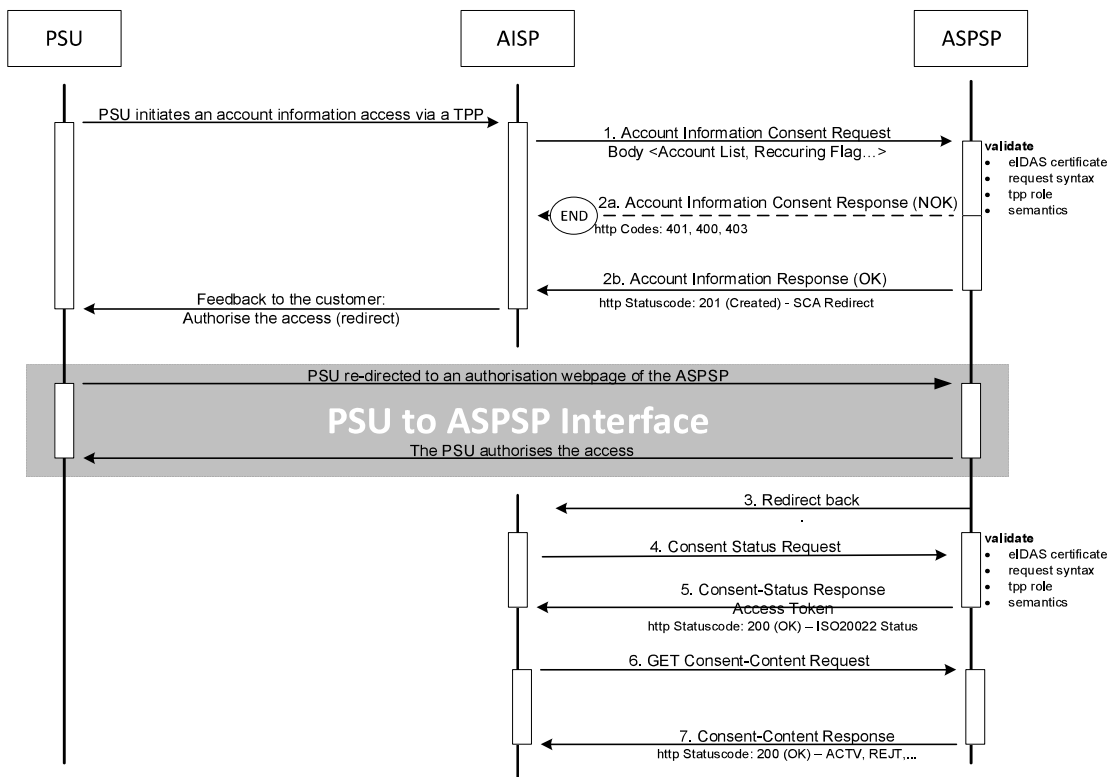 PSU
AISP
ASPSP
PSU initiates an account information access via a TPP
1. Account Information Consent Request
Body <Account List, Reccuring Flag...>
validate
• eIDAS certificate
• request syntax
• tpp role
• semantics
2a. Account Information Consent Response (NOK)
END
http Codes: 401, 400, 403
2b. Account Information Response (OK)
http Statuscode: 201 (Created) - SCA Redirect
Feedback to the customer:
Authorise the access (redirect)
PSU re-directed to an authorisation webpage of the ASPSP
PSU to ASPSP Interface
The PSU authorises the access
3. Redirect back
.
4. Consent Status Request
validate
• eIDAS certificate
• request syntax
• tpp role
• semantics
5. Consent-Status Response
Access Token
http Statuscode: 200 (OK) – ISO20022 Status
6. GET Consent-Content Request
7. Consent-Content Response
http Statuscode: 200 (OK) – ACTV, REJT,...